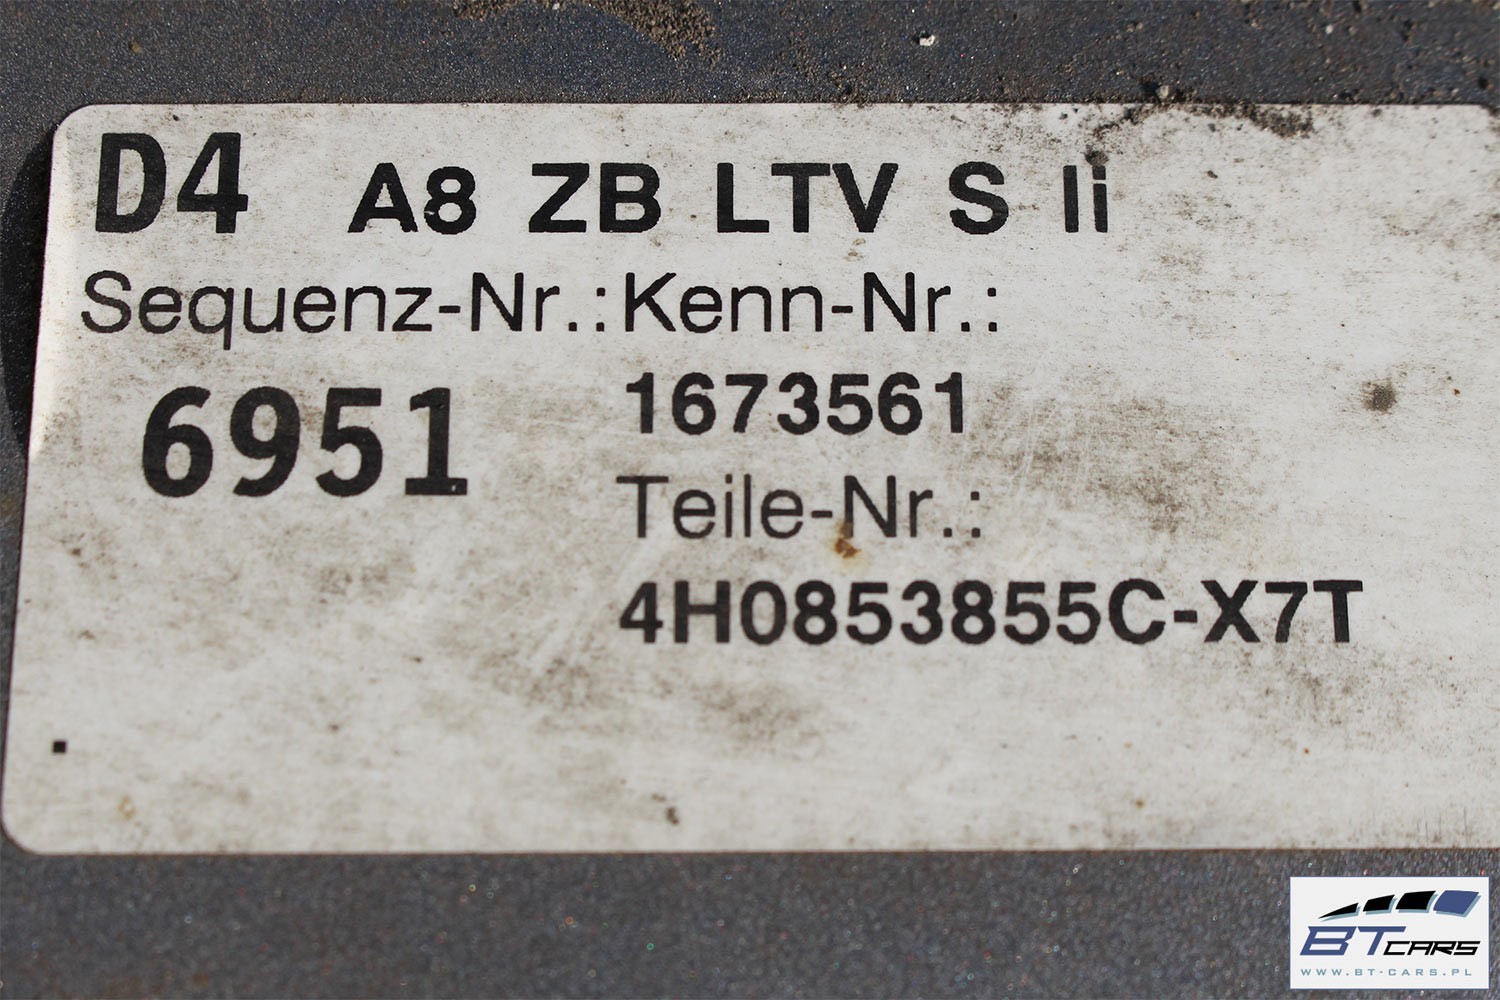 D4 A8 ZB LTV S li
Sequenz-Nr.: Kenn-Nr.:
6951 1673561
Teile-Nr.:
4H0853855C-X7T
BT CARS
WWW.BT-CARS.PL